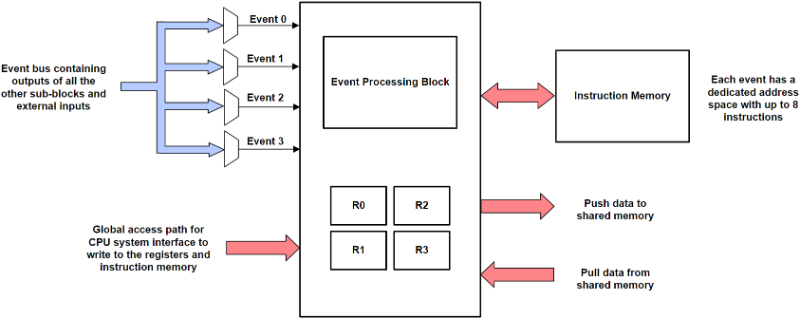 Event 0
Event 1
Event 2
Event 3
Event bus containing
outputs of all the
other sub-blocks and
external inputs
Event Processing Block
Instruction Memory
Each event has a
dedicated address
space with up to 8
instructions
R0
R2
R1
R3
Global access path for
CPU system interface to
write to the registers and
instruction memory
Push data to
shared memory
Pull data from
shared memory